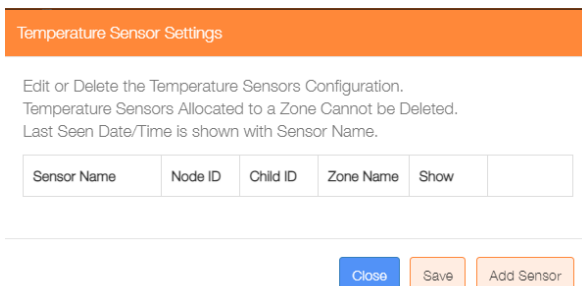 Temperature Sensor Settings
Edit or Delete the Temperature Sensors Configuration.
Temperature Sensors Allocated to a Zone Cannot be Deleted.
Last Seen Date/Time is shown with Sensor Name.
Sensor Name Node ID Child ID Zone Name Show
Close Save Add Sensor